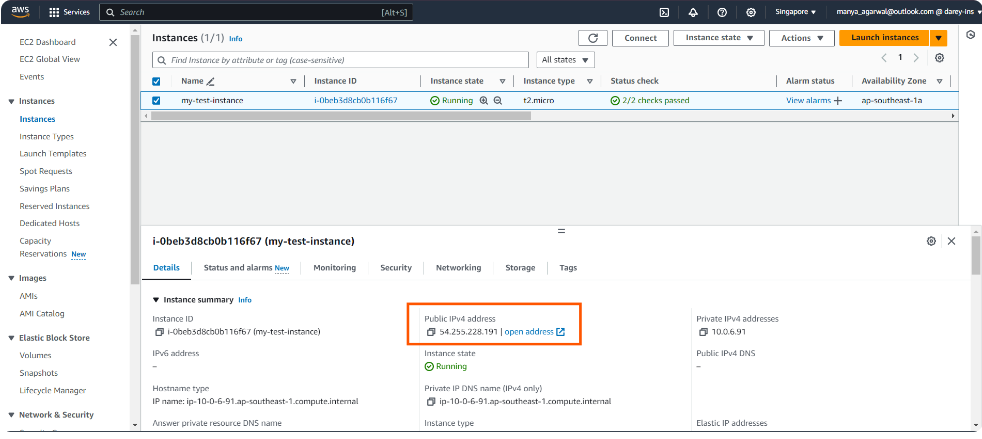 aws Services Search [Alt+S] Singapore manya_agarwal@outlook.com @ darey-ins
EC2 Dashboard
EC2 Global View
Events
Instances
Instances
Instance Types
Launch Templates
Spot Requests
Savings Plans
Reserved Instances
Dedicated Hosts
Capacity
Reservations New
Images
AMIs
AMI Catalog
Elastic Block Store
Volumes
Snapshots
Lifecycle Manager
Network & Security
Instances (1/1) Info Connect Instance state Actions Launch instances
Find Instance by attribute or tag (case-sensitive) All states 1
Name Instance ID Instance state Instance type Status check Alarm status Availability Zone
my-test-instance i-0beb3d8cb0b116f67 Running t2.micro 2/2 checks passed View alarms + ap-southeast-1a
i-0beb3d8cb0b116f67 (my-test-instance)
Details Status and alarms New Monitoring Security Networking Storage Tags
Instance summary Info
Instance ID
i-0beb3d8cb0b116f67 (my-test-instance)
Public IPv4 address
54.255.228.191 | open address
Private IPv4 addresses
10.0.6.91
IPv6 address
–
Instance state
Running
Public IPv4 DNS
–
Hostname type
IP name: ip-10-0-6-91.ap-southeast-1.compute.internal
Private IP DNS name (IPv4 only)
ip-10-0-6-91.ap-southeast-1.compute.internal
Answer private resource DNS name
Instance type
Elastic IP addresses